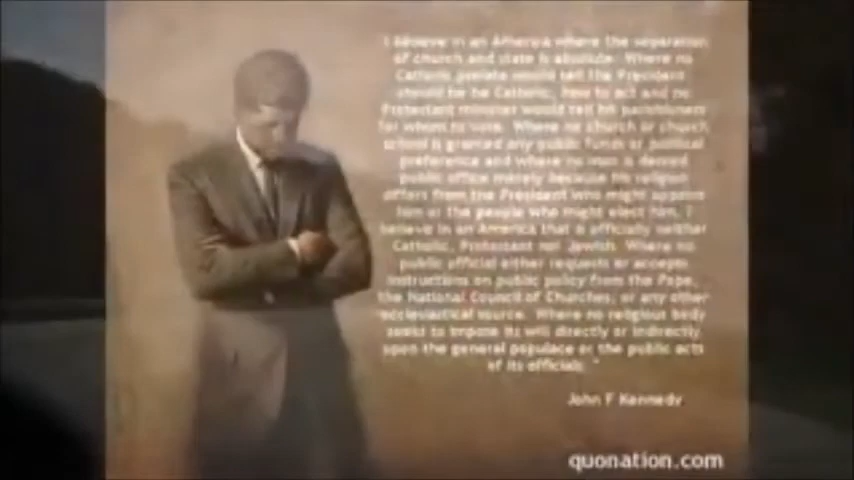 I believe in an America where the separation
of church and state is absolute. Where no
Catholic prelate would tell the President
should he be Catholic, how to act and no
Protestant minister would tell his parishioners
for whom to vote. Where no church or church
school is granted any public funds or political
preference and where no man is denied
public office merely because his religion
differs from the President who might appoint
him or the people who might elect him. I
believe in an America that is officially neither
Catholic, Protestant nor Jewish. Where no
public official either requests or accepts
instructions on public policy from the Pope,
the National Council of Churches, or any other
ecclesiastical source. Where no religious body
seeks to impose its will directly or indirectly
upon the general populace or the public acts
of its officials. "
John F Kennedy
quonation.com